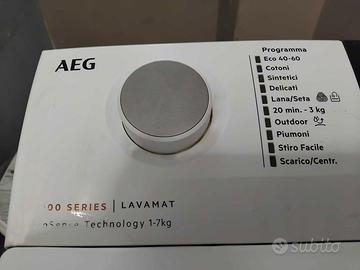 AEG
Programma
Eco 40-60
Cotoni
Sintetici
Delicati
Lana/Seta
20 min. - 3 kg
Outdoor
Piumoni
Stiro Facile
Scarico/Centr.
00 SERIES | LAVAMAT
Sense Technology 1-7kg
subito